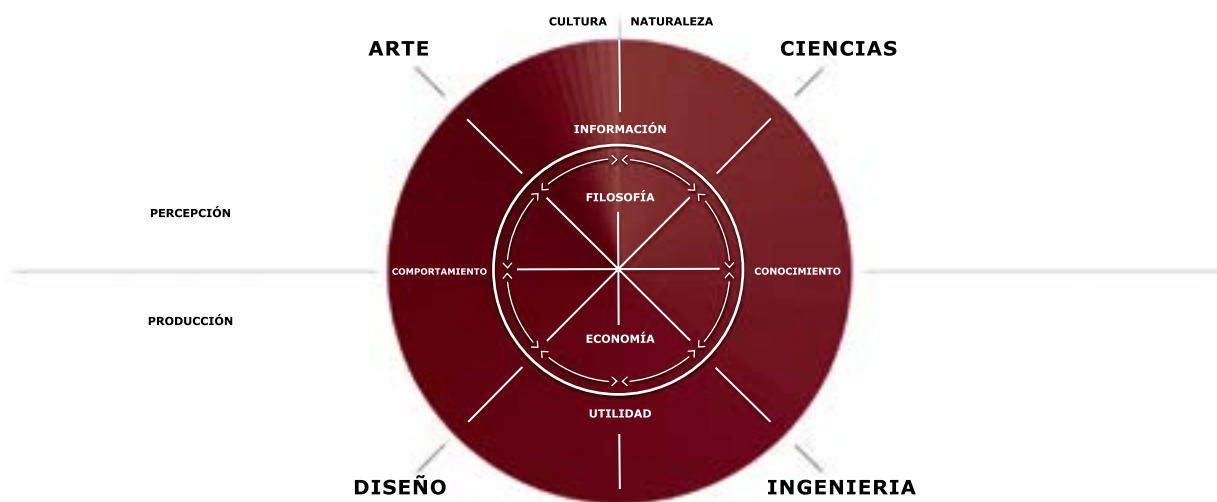 CULTURA NATURALEZA
ARTE CIENCIAS
INFORMACIÓN
FILOSOFÍA
PERCEPCIÓN
COMPORTAMIENTO CONOCIMIENTO
PRODUCCIÓN
ECONOMÍA
UTILIDAD
DISEÑO INGENIERIA